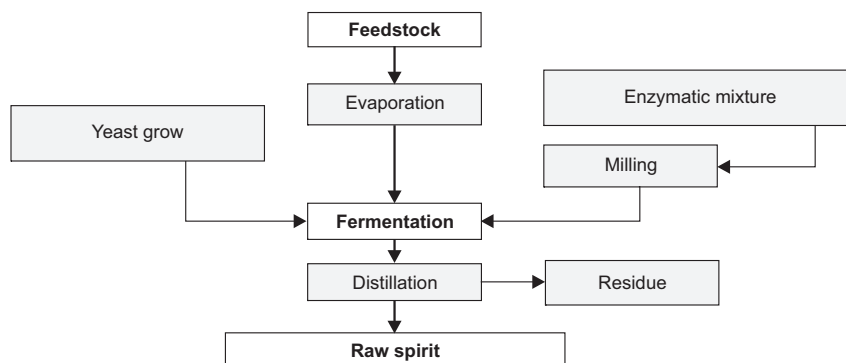 Feedstock
Evaporation
Enzymatic mixture
Yeast grow
Milling
Fermentation
Distillation
Residue
Raw spirit